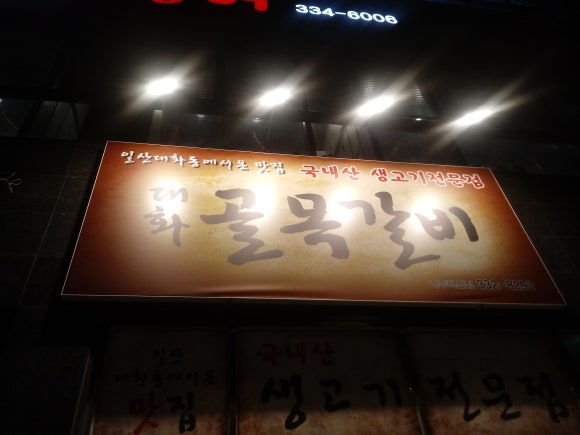 334-6006
일산대화동에서온 맛집 국내산 생고기전문점
대화 골목갈비
일산 국내산
대화동에서온 생고기 전문점
맛집